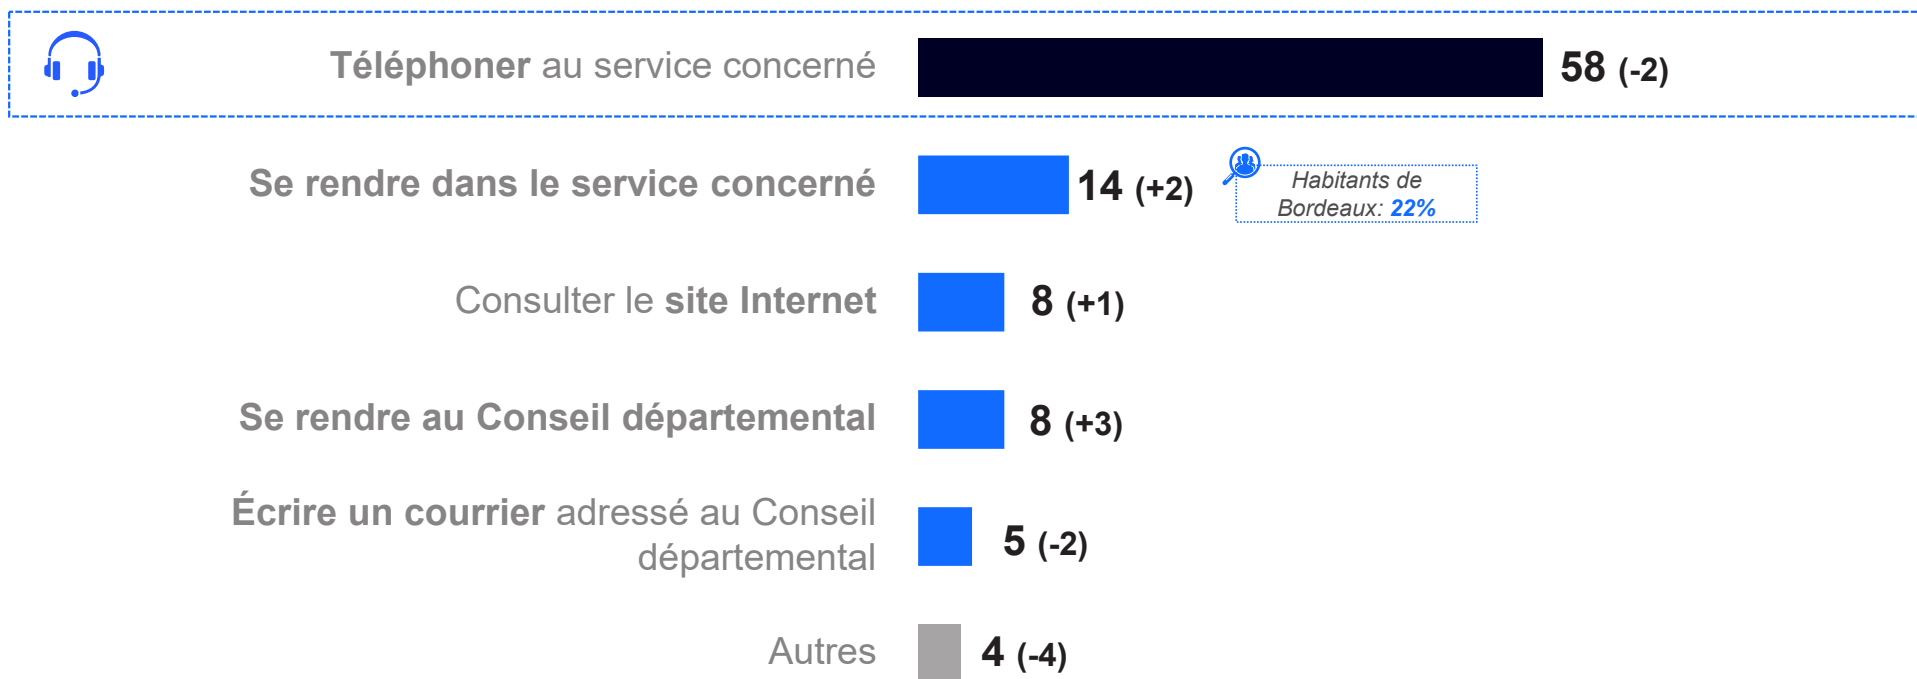 Téléphoner au service concerné 58 (-2)
Se rendre dans le service concerné 14 (+2)
Habitants de
Bordeaux: 22%
Consulter le site Internet 8 (+1)
Se rendre au Conseil départemental 8 (+3)
Écrire un courrier adressé au Conseil
départemental 5 (-2)
Autres 4 (-4)